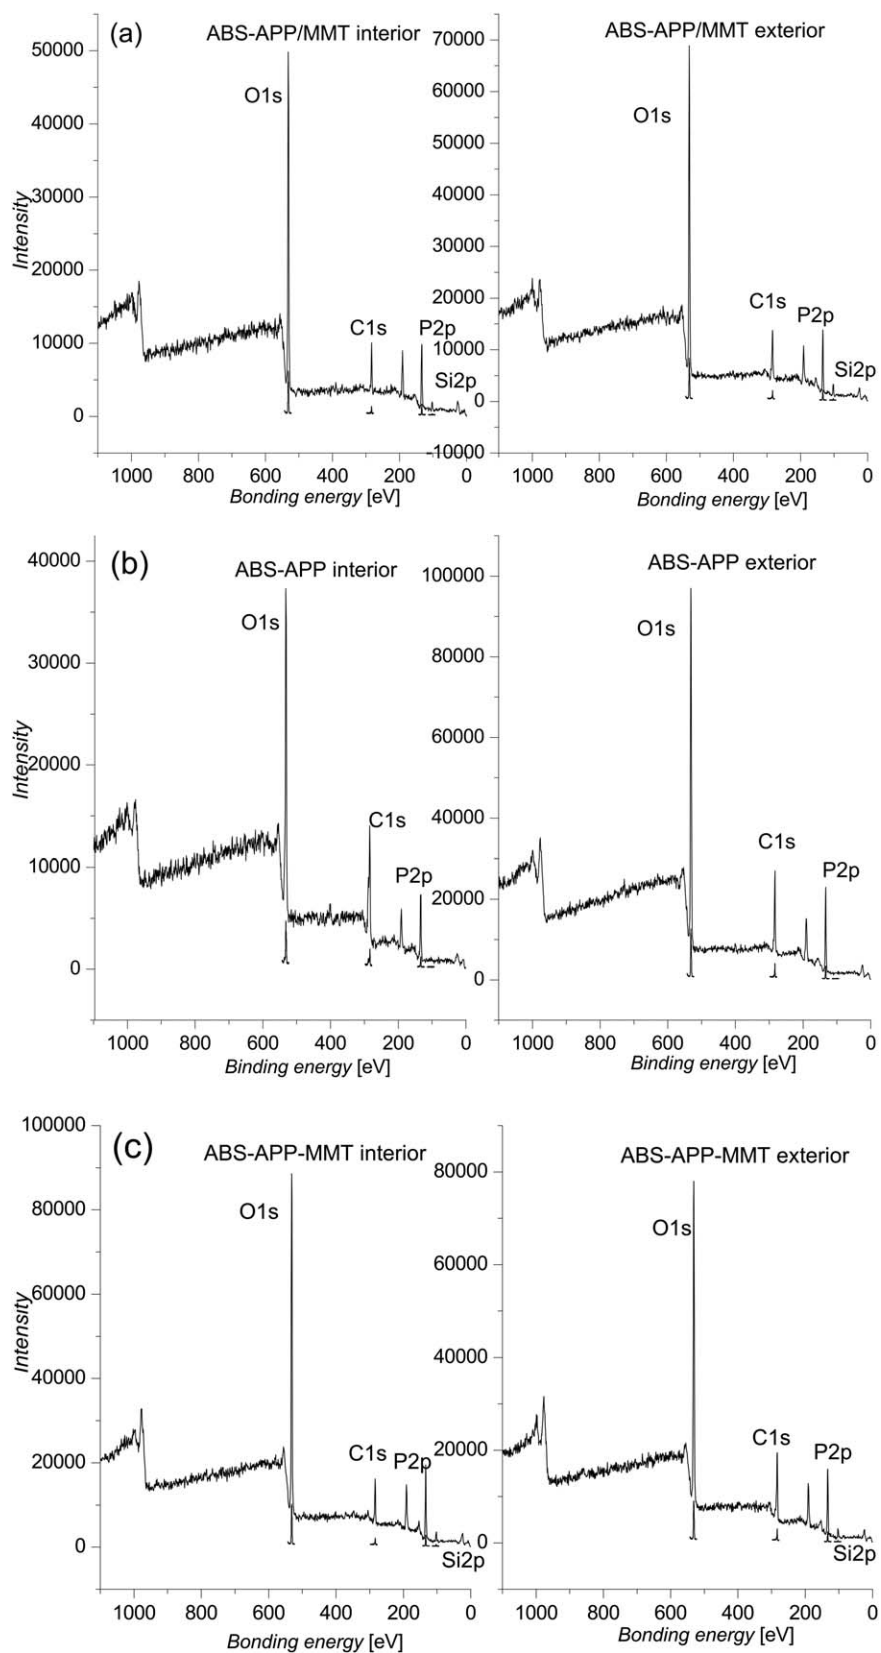 (a)
ABS-APP/MMT interior
50000
40000
30000
20000
10000
0
Intensity
O1s
C1s
P2p
Si2p
1000 800 600 400 200 0
Bonding energy [eV]
ABS-APP/MMT exterior
70000
60000
50000
40000
30000
20000
10000
0
-10000
O1s
C1s
P2p
Si2p
1000 800 600 400 200 0
Bonding energy [eV]
(b)
ABS-APP interior
40000
30000
20000
10000
0
Intensity
O1s
C1s
P2p
1000 800 600 400 200 0
Binding energy [eV]
ABS-APP exterior
100000
80000
60000
40000
20000
0
O1s
C1s
P2p
1000 800 600 400 200 0
Binding energy [eV]
(c)
ABS-APP-MMT interior
100000
80000
60000
40000
20000
0
Intensity
O1s
C1s
P2p
Si2p
1000 800 600 400 200 0
Bonding energy [eV]
ABS-APP-MMT exterior
80000
60000
40000
20000
0
O1s
C1s
P2p
Si2p
1000 800 600 400 200 0
Bonding energy [eV]